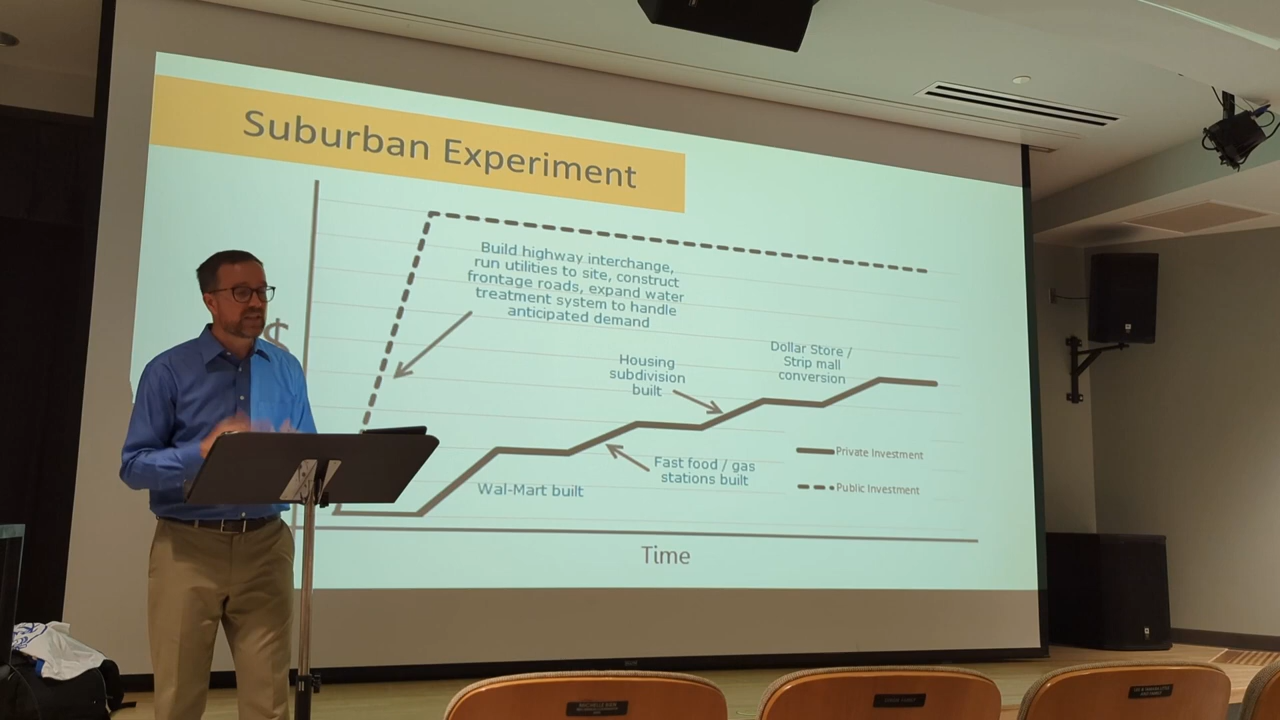 Suburban Experiment
Build highway interchange,
run utilities to site, construct
frontage roads, expand water
treatment system to handle
anticipated demand
$
Housing
subdivision
built
Dollar Store /
Strip mall
conversion
Private Investment
Fast food / gas
stations built
Public Investment
Wal-Mart built
Time